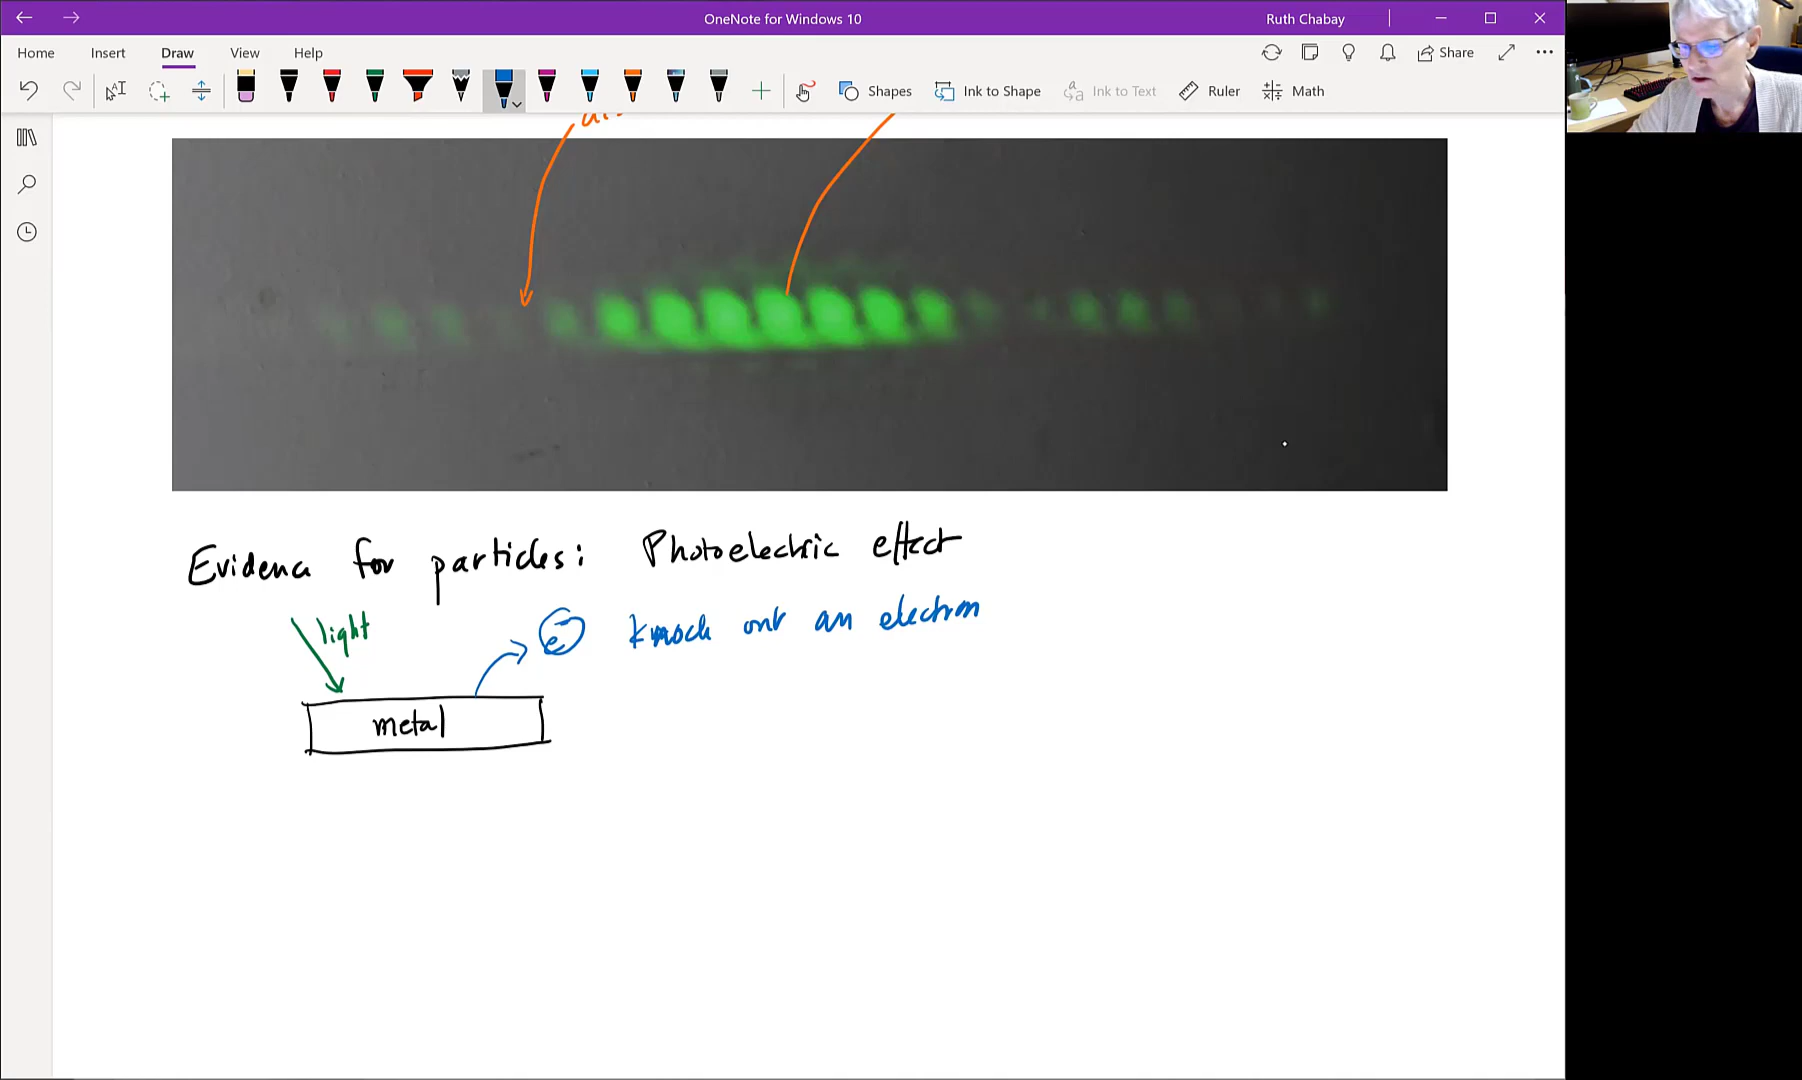 OneNote for Windows 10
Ruth Chabay
Home Insert Draw View Help
Share
Shapes Ink to Shape Ink to Text Ruler Math
Evidenc for particles: Photoelectric effect
light
e- knock out an electron
metal